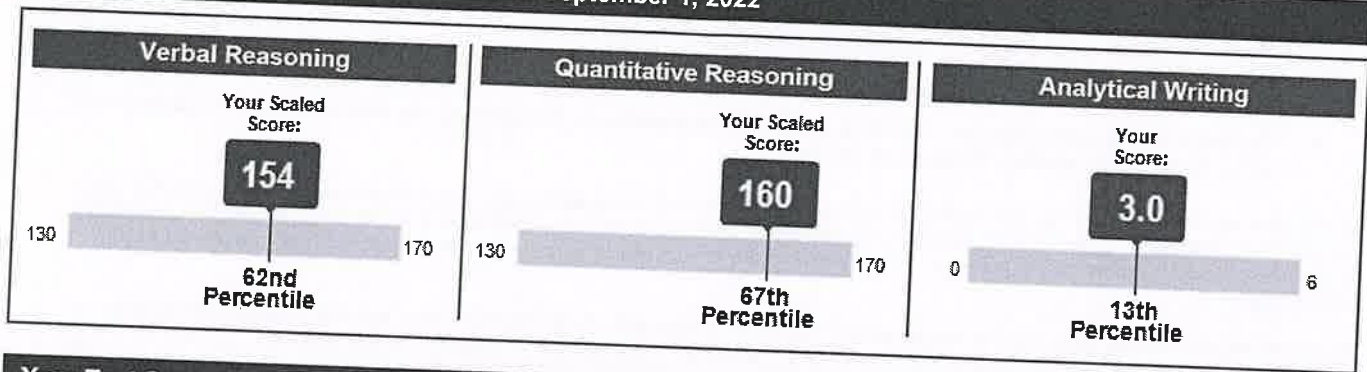 Verbal Reasoning
Your Scaled
Score:
154
130
170
62nd
Percentile
Quantitative Reasoning
Your Scaled
Score:
160
130
170
67th
Percentile
Analytical Writing
Your
Score:
3.0
0
6
13th
Percentile